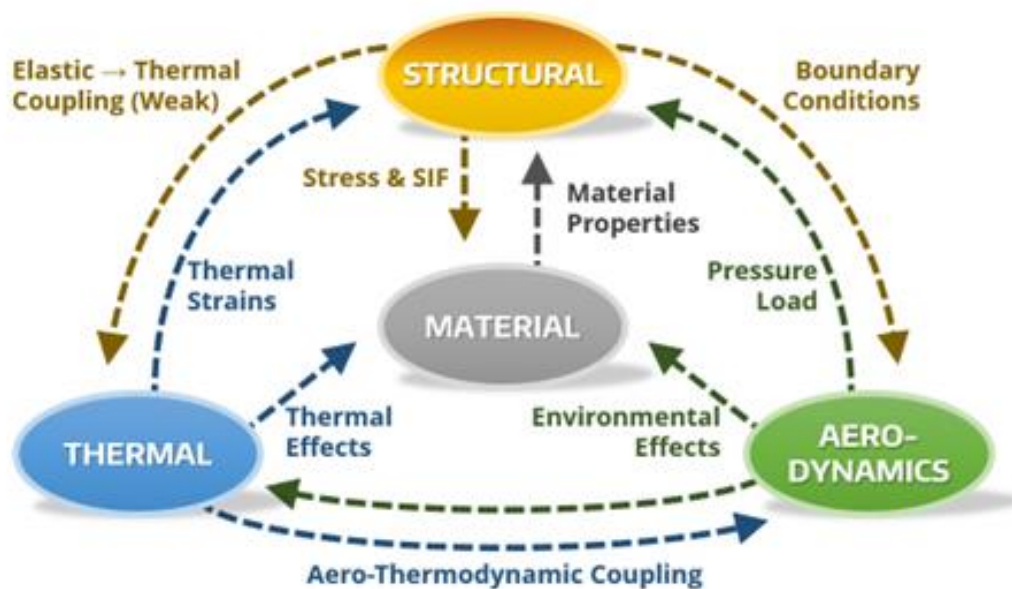 STRUCTURAL
Elastic → Thermal
Coupling (Weak)
Boundary
Conditions
Stress & SIF
Material
Properties
Thermal
Strains
Pressure
Load
MATERIAL
Thermal
Effects
Environmental
Effects
THERMAL
AERO-
DYNAMICS
Aero-Thermodynamic Coupling